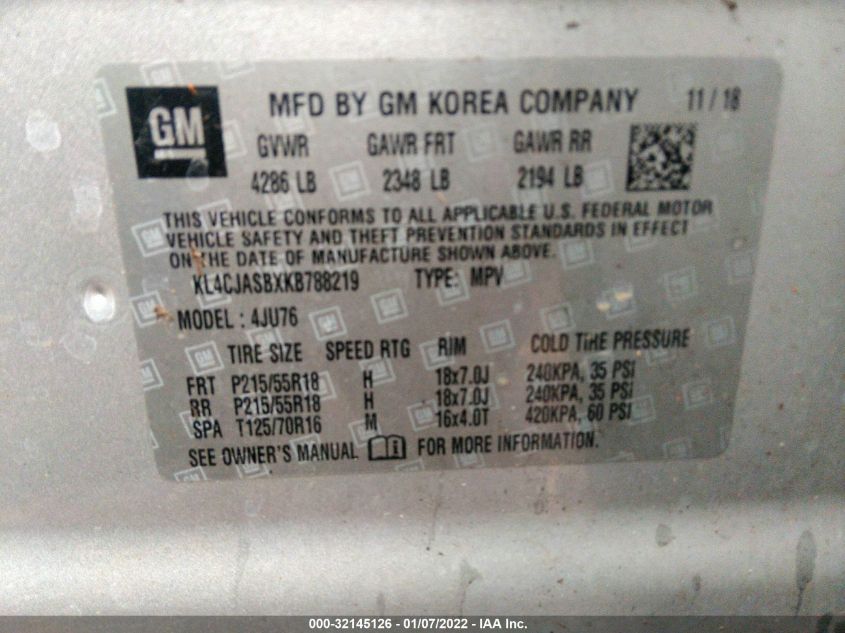 GM MFD BY GM KOREA COMPANY 11 / 18
GVWR GAWR FRT GAWR RR
4286 LB 2348 LB 2194 LB
THIS VEHICLE CONFORMS TO ALL APPLICABLE U.S. FEDERAL MOTOR
VEHICLE SAFETY AND THEFT PREVENTION STANDARDS IN EFFECT
ON THE DATE OF MANUFACTURE SHOWN ABOVE.
KL4CJASBXKB788219 TYPE: MPV
MODEL : 4JU76
TIRE SIZE SPEED RTG RIM COLD TIRE PRESSURE
FRT P215/55R18 H 18x7.0J 240KPA, 35 PSI
RR P215/55R18 H 18x7.0J 240KPA, 35 PSI
SPA T125/70R16 M 16x4.0T 420KPA, 60 PSI
SEE OWNER'S MANUAL i FOR MORE INFORMATION.
000-32145126 - 01/07/2022 - IAA Inc.